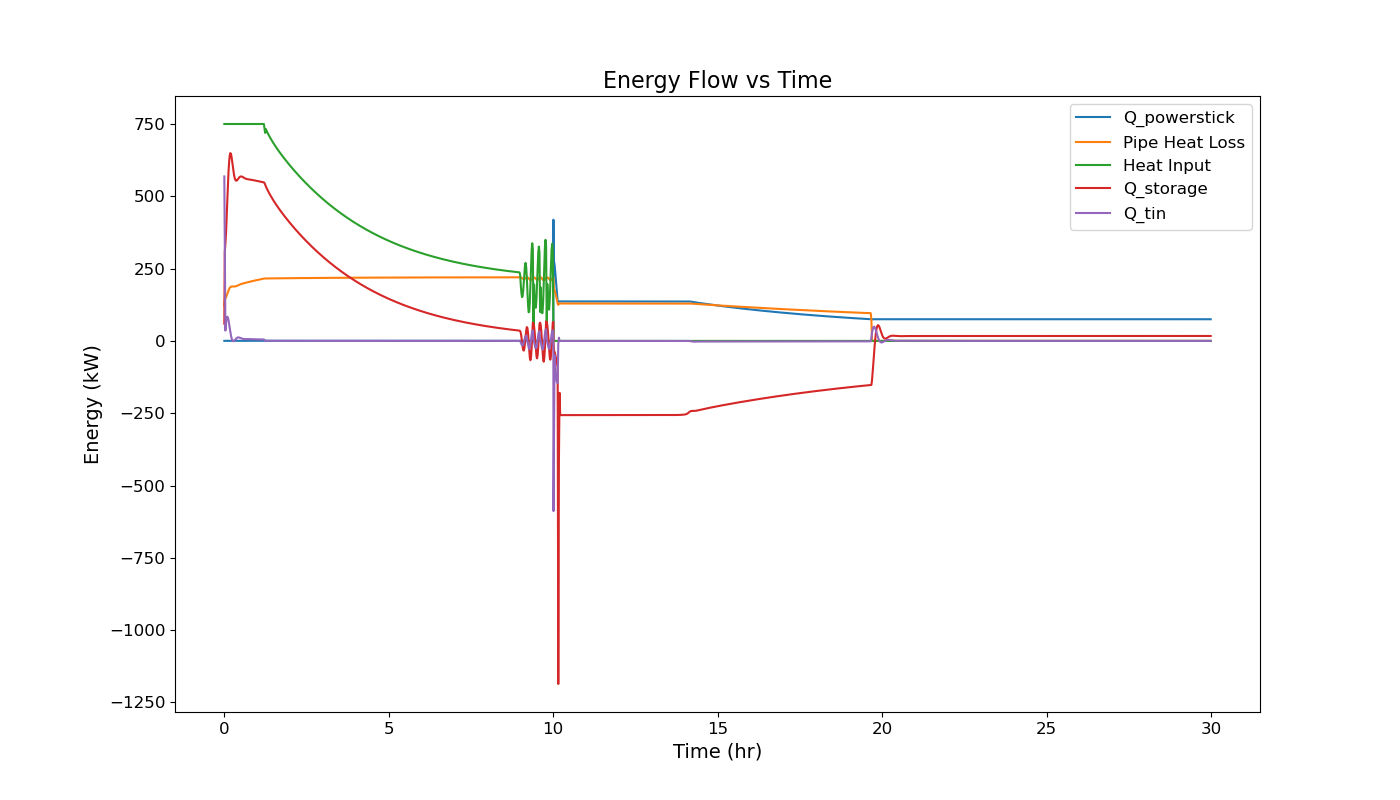 Energy Flow vs Time
Energy (kW)
750
500
250
0
−250
−500
−750
−1000
−1250
0 5 10 15 20 25 30
Time (hr)
Q_powerstick
Pipe Heat Loss
Heat Input
Q_storage
Q_tin